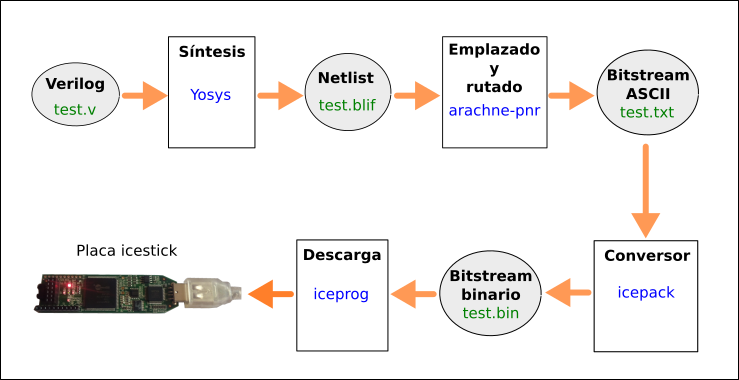 Verilog
test.v
Síntesis
Yosys
Netlist
test.blif
Emplazado
y
rutado
arachne-pnr
Bitstream
ASCII
test.txt
Conversor
icepack
Bitstream
binario
test.bin
Descarga
iceprog
Placa icestick